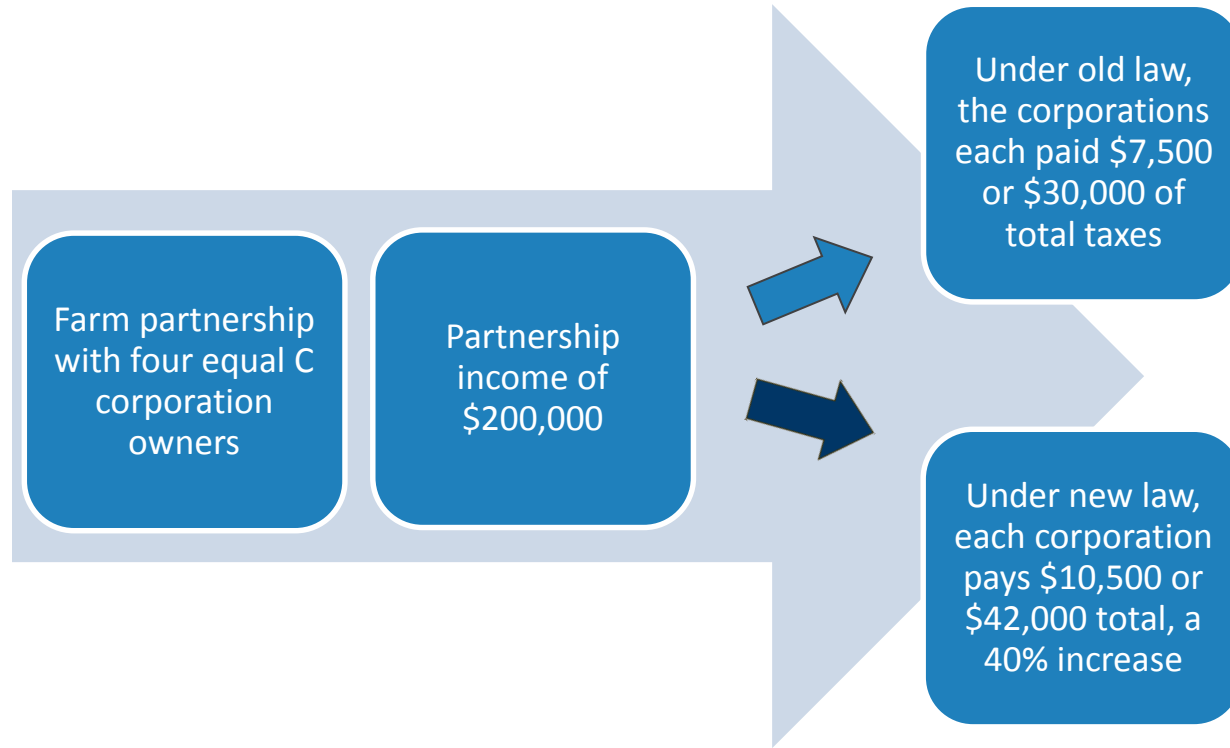 Farm partnership
with four equal C
corporation
owners
Partnership
income of
$200,000
Under old law,
the corporations
each paid $7,500
or $30,000 of
total taxes
Under new law,
each corporation
pays $10,500 or
$42,000 total, a
40% increase